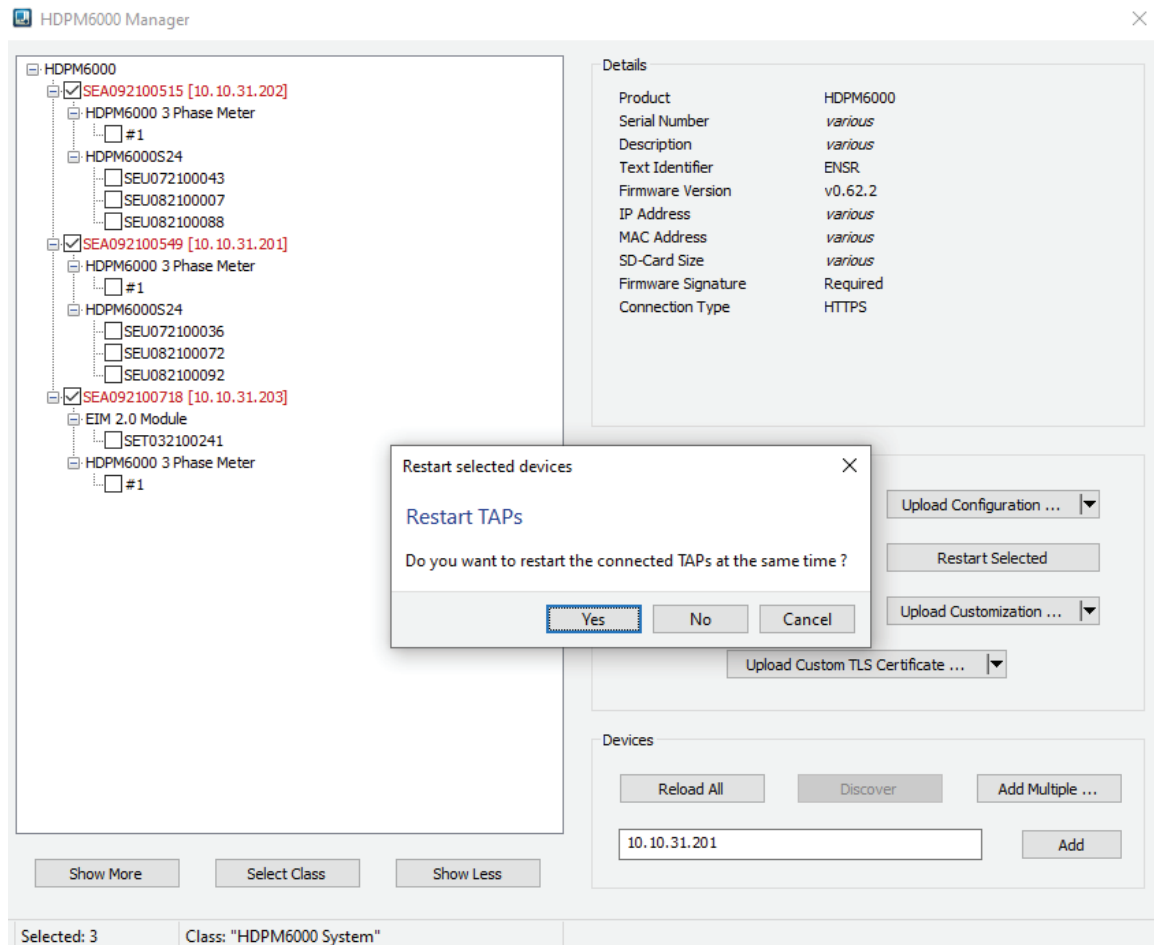 HDPM6000 Manager
HDPM6000
SEA092100515 [10.10.31.202]
HDPM6000 3 Phase Meter
#1
HDPM6000S24
SEU072100043
SEU082100007
SEU082100088
SEA092100549 [10.10.31.201]
HDPM6000 3 Phase Meter
#1
HDPM6000S24
SEU072100036
SEU082100072
SEU082100092
SEA092100718 [10.10.31.203]
EIM 2.0 Module
SET032100241
HDPM6000 3 Phase Meter
#1
Show More Select Class Show Less
Details
Product HDPM6000
Serial Number various
Description various
Text Identifier ENSR
Firmware Version v0.62.2
IP Address various
MAC Address various
SD-Card Size various
Firmware Signature Required
Connection Type HTTPS
Restart selected devices
Restart TAPs
Do you want to restart the connected TAPs at the same time ?
Yes No Cancel
Upload Configuration ...
Restart Selected
Upload Customization ...
Upload Custom TLS Certificate ...
Devices
Reload All Discover Add Multiple ...
10.10.31.201 Add
Selected: 3 Class: "HDPM6000 System"